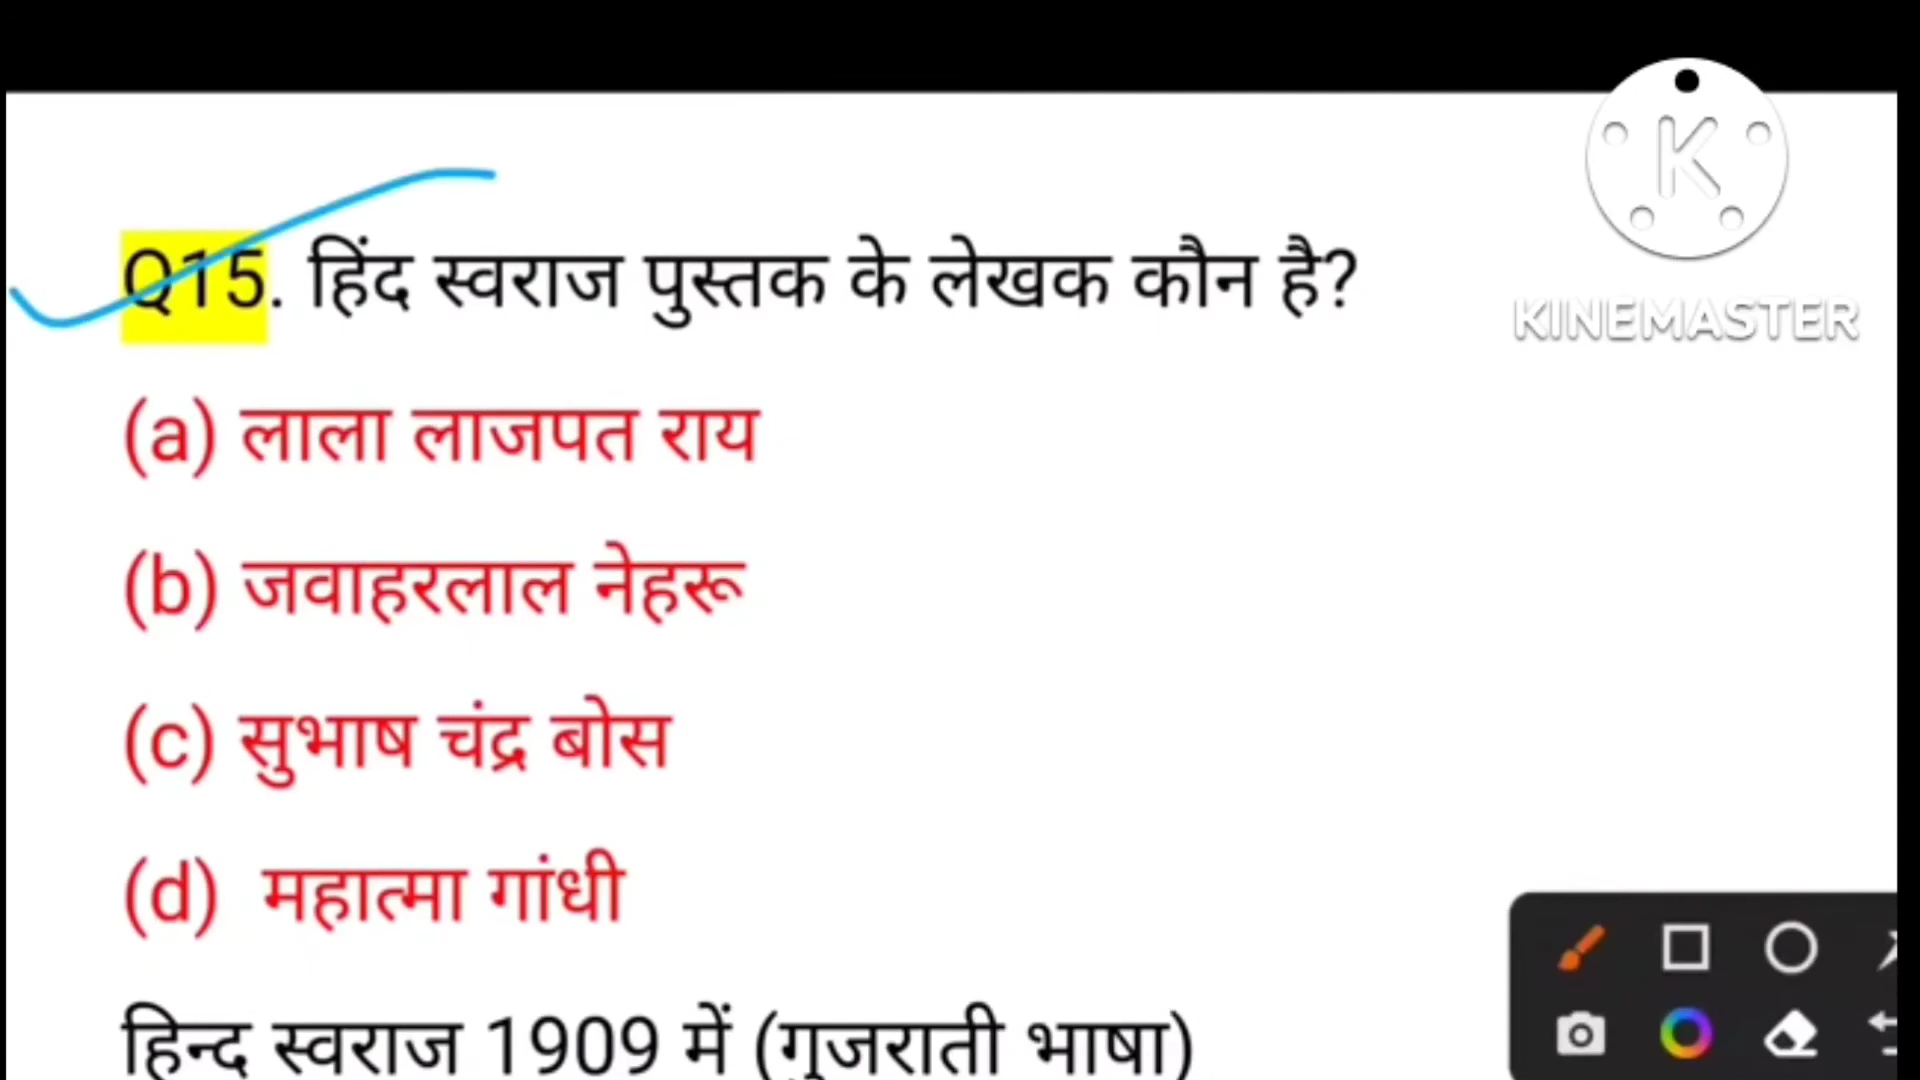 Q15. हिंद स्वराज पुस्तक के लेखक कौन है?
KINEMASTER
(a) लाला लाजपत राय
(b) जवाहरलाल नेहरू
(c) सुभाष चंद्र बोस
(d) महात्मा गांधी
हिन्द स्वराज 1909 में (गुजराती भाषा)